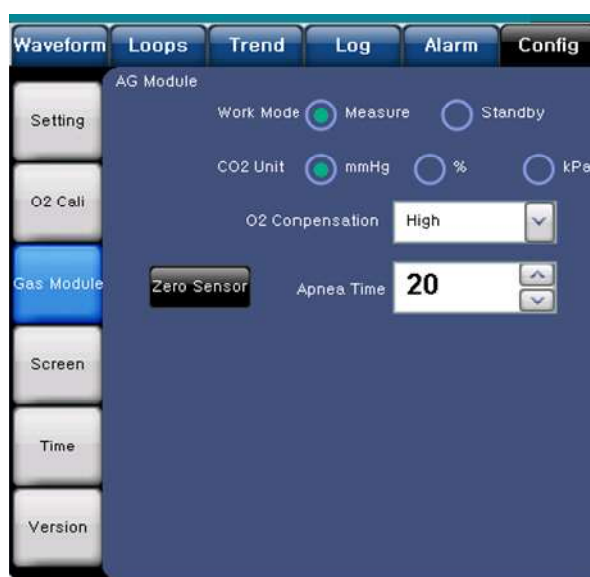 Waveform Loops Trend Log Alarm Config
AG Module
Setting
Work Mode Measure Standby
CO2 Unit mmHg % kPa
O2 Cali
O2 Conpensation High
Gas Module
Zero Sensor Apnea Time 20
Screen
Time
Version